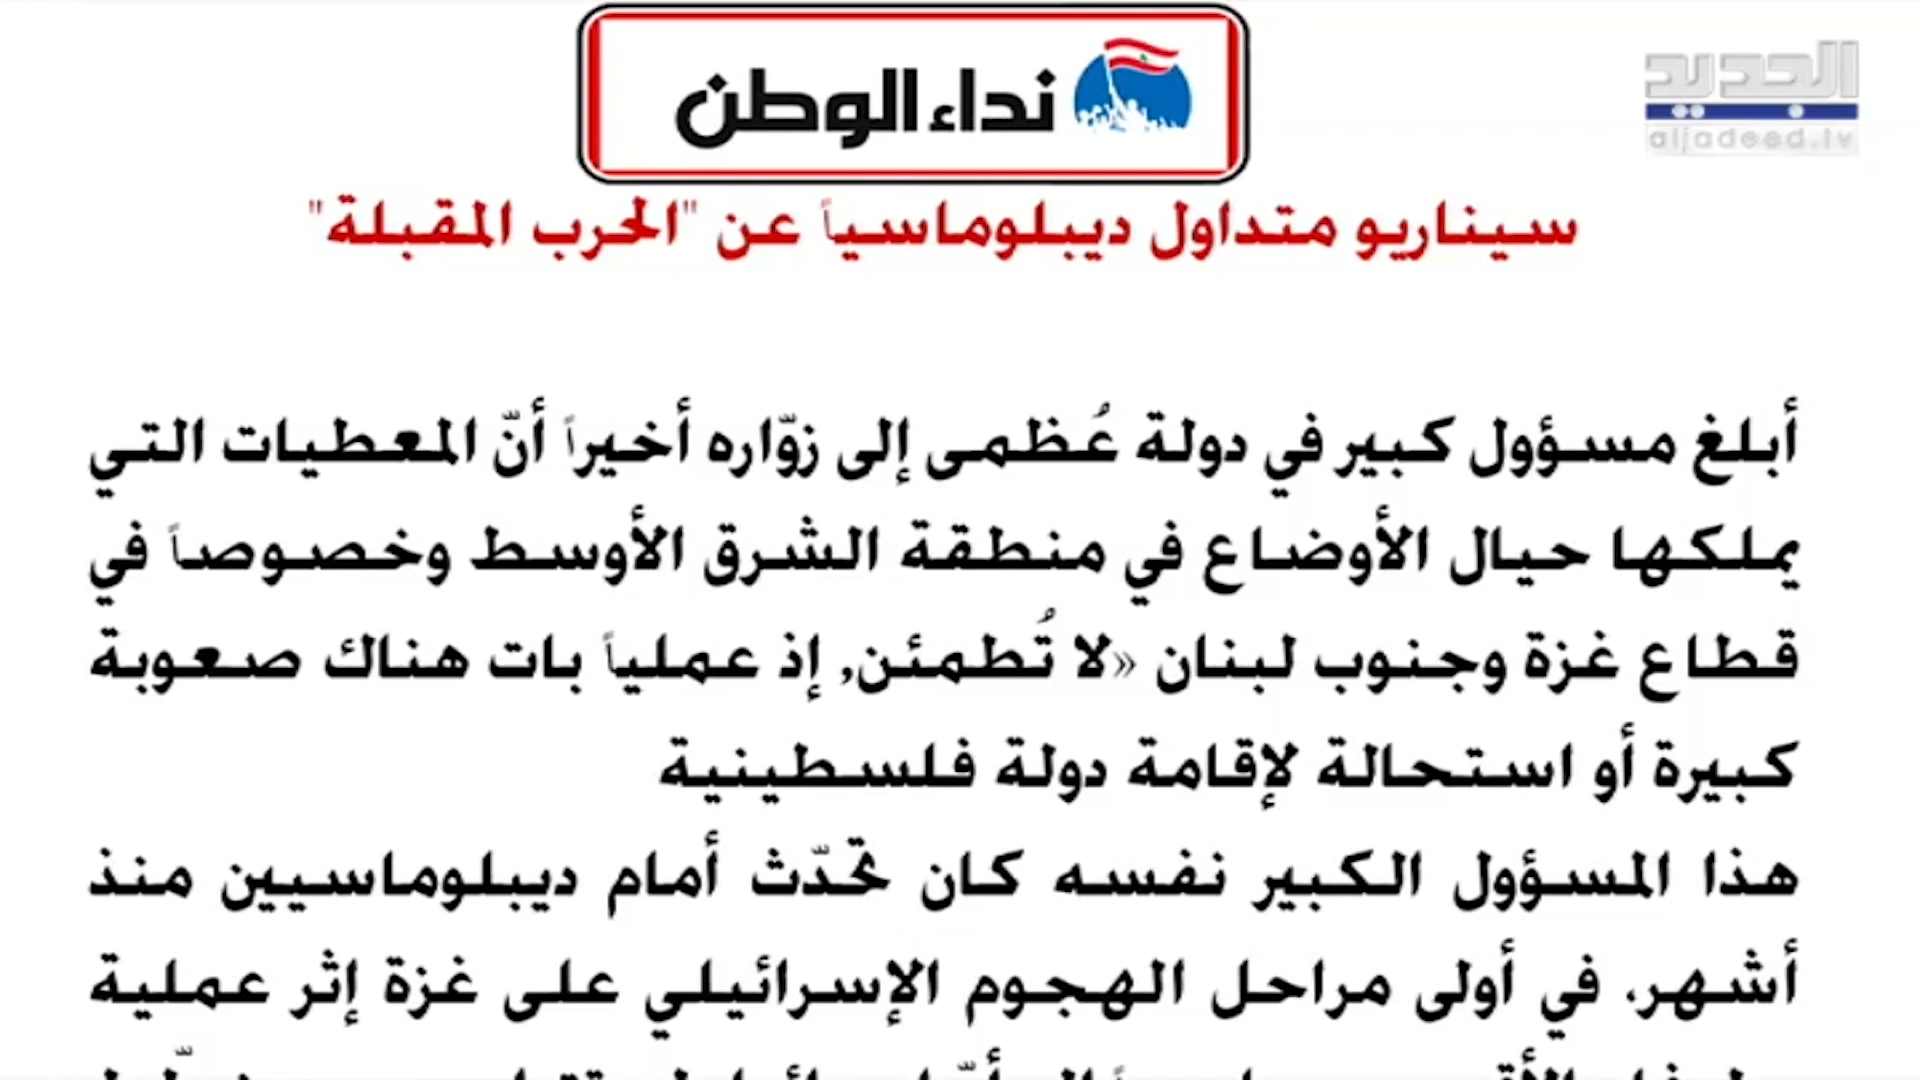 نداء الوطن
الجديد
aljadeed.tv
سيناريو متداول ديبلوماسياً عن "الحرب المقبلة"
أبلغ مسؤول كبير في دولة عُظمى إلى زوّاره أخيراً أنّ المعطيات التي
يملكها حيال الأوضاع في منطقة الشرق الأوسط وخصوصاً في
قطاع غزة وجنوب لبنان «لا تُطمئن, إذ عملياً بات هناك صعوبة
كبيرة أو استحالة لإقامة دولة فلسطينية
هذا المسؤول الكبير نفسه كان تحدّث أمام ديبلوماسيين منذ
أشهر، في أولى مراحل الهجوم الإسرائيلي على غزة إثر عملية